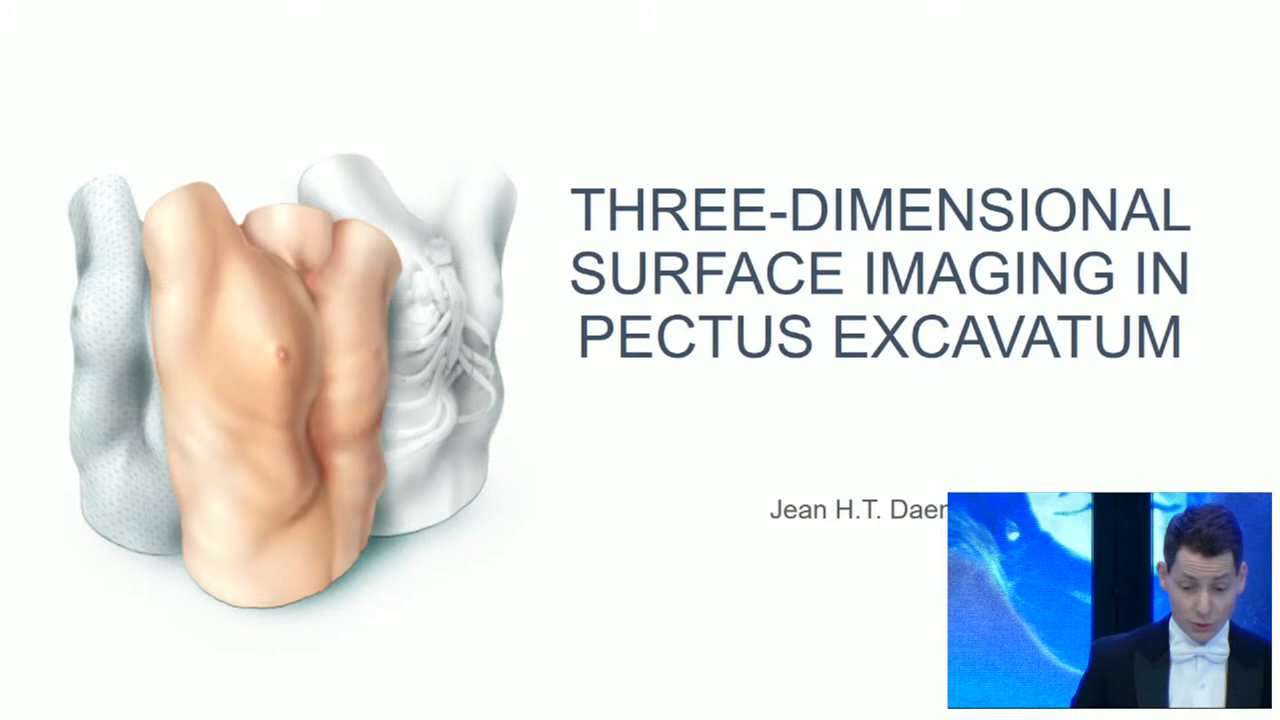 THREE-DIMENSIONAL
SURFACE IMAGING IN
PECTUS EXCAVATUM
Jean H.T.